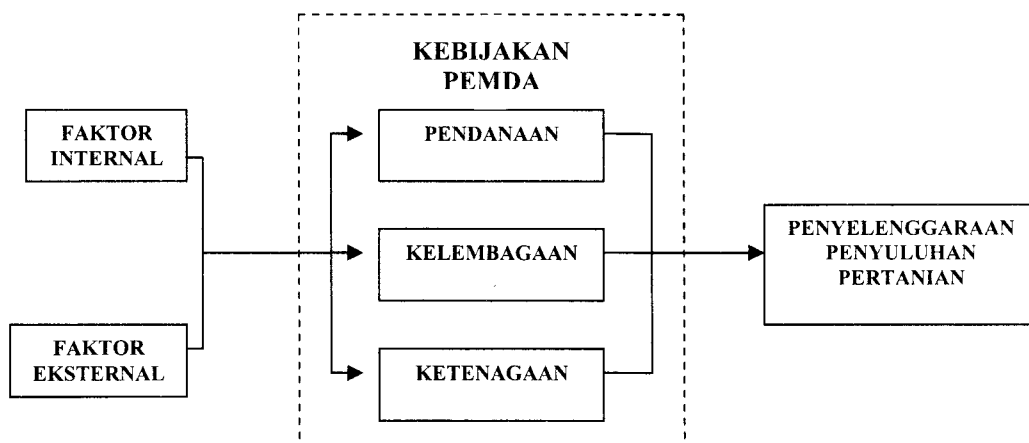 KEBIJAKAN
PEMDA
FAKTOR
INTERNAL
PENDANAAN
KELEMBAGAAN
PENYELENGGARAAN
PENYULUHAN
PERTANIAN
FAKTOR
EKSTERNAL
KETENAGAAN